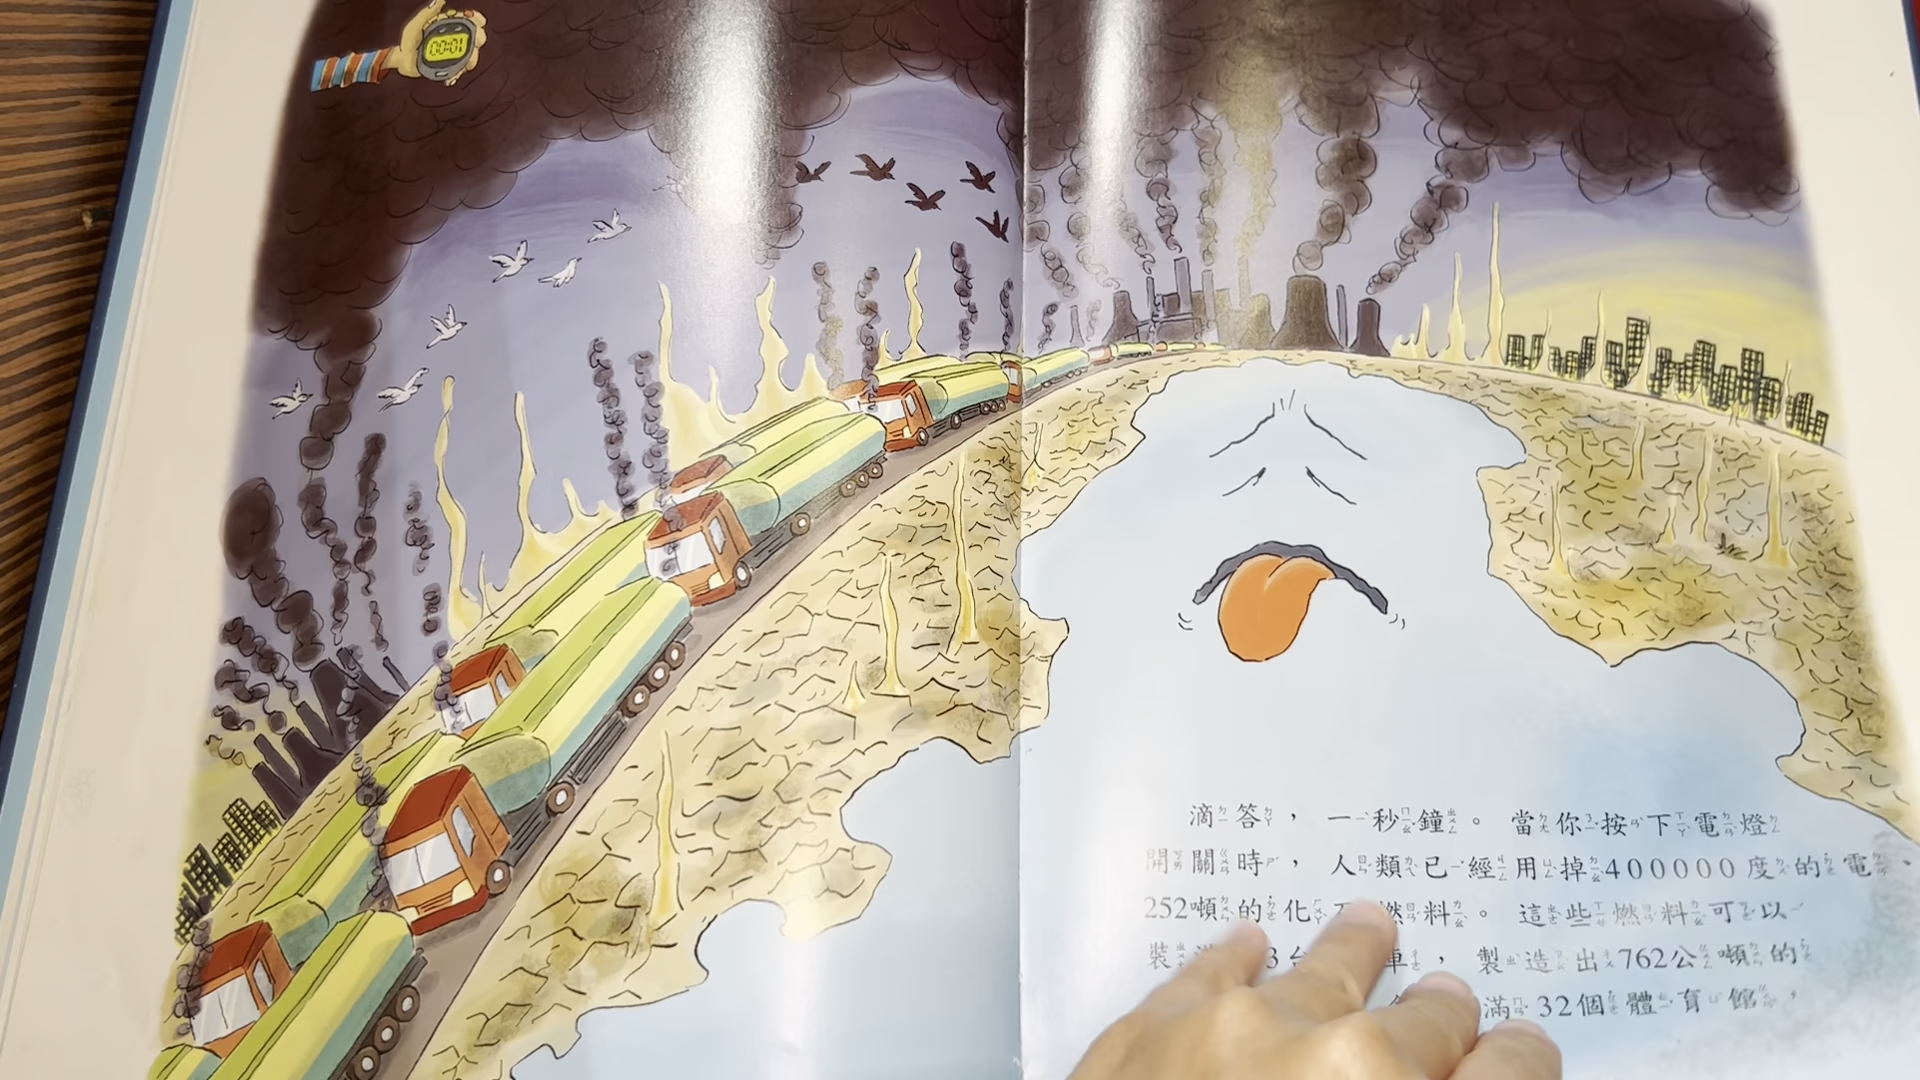 00:01
滴答，一秒鐘。當你按下電燈
開關時，人類已經用掉400000度的電
252噸的化石燃料。這些燃料可以
裝 3台 車，製造出762公噸的
滿32個體育館，